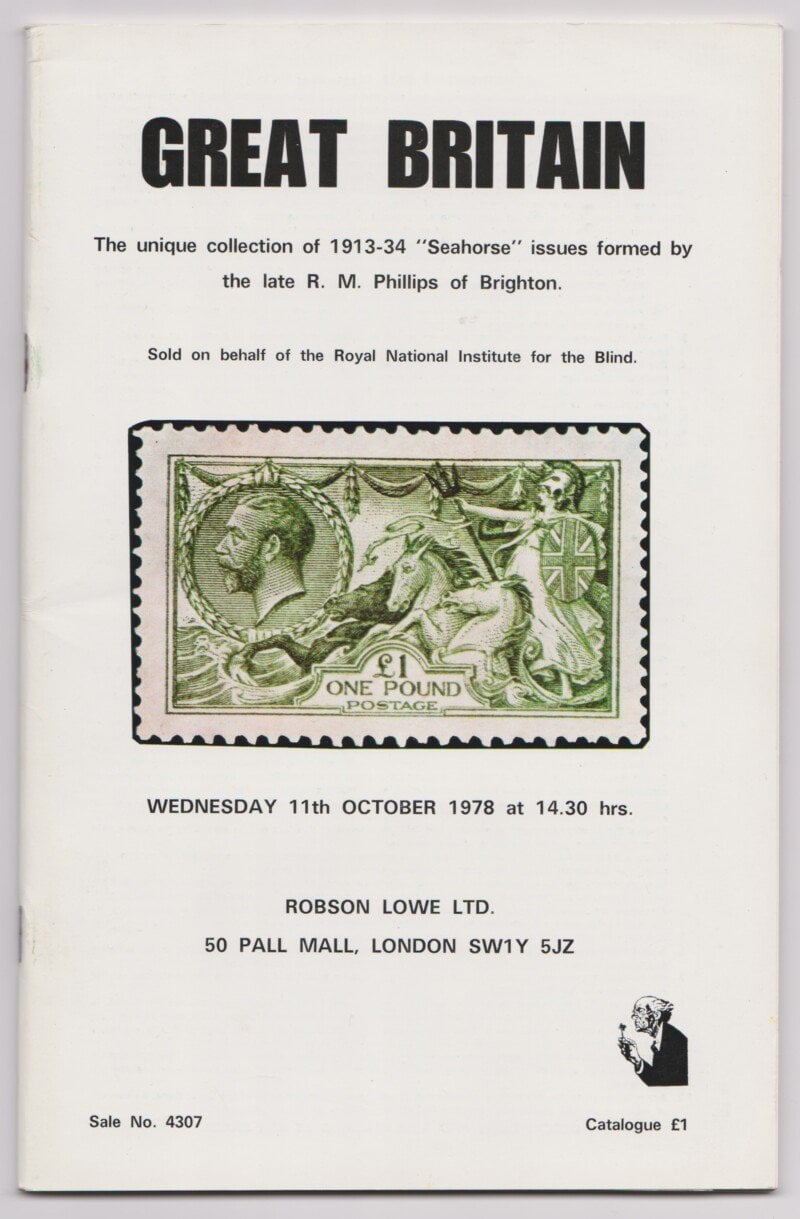 GREAT BRITAIN
The unique collection of 1913-34 "Seahorse" issues formed by
the late R. M. Phillips of Brighton.
Sold on behalf of the Royal National Institute for the Blind.
£1
ONE POUND
POSTAGE
WEDNESDAY 11th OCTOBER 1978 at 14.30 hrs.
ROBSON LOWE LTD.
50 PALL MALL, LONDON SW1Y 5JZ
Sale No. 4307
Catalogue £1